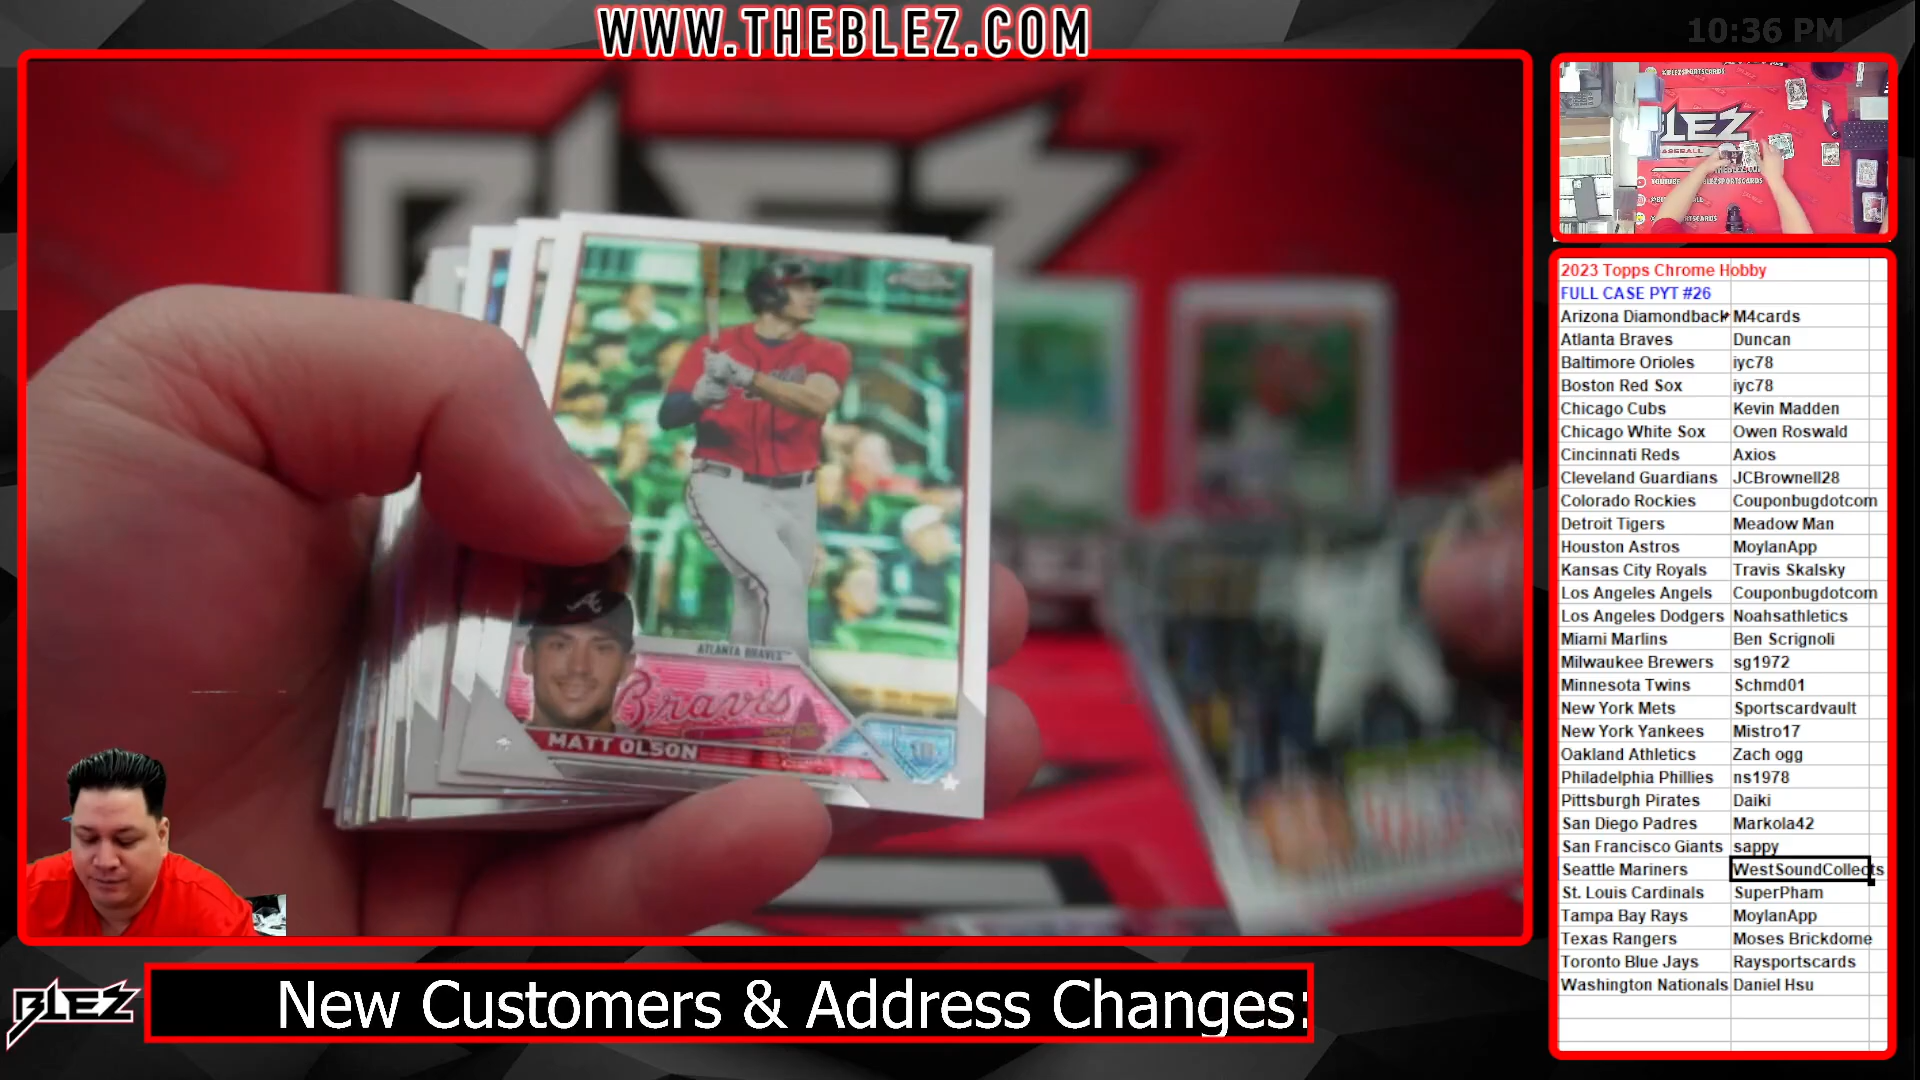 WWW.THEBLEZ.COM
10:36 PM
BLEZ
ATLANTA BRAVES
Braves
MATT OLSON
2023 Topps Chrome Hobby
FULL CASE PYT #26
Arizona Diamondback M4cards
Atlanta Braves Duncan
Baltimore Orioles iyc78
Boston Red Sox iyc78
Chicago Cubs Kevin Madden
Chicago White Sox Owen Roswald
Cincinnati Reds Axios
Cleveland Guardians JCBrownell28
Colorado Rockies Couponbugdotcom
Detroit Tigers Meadow Man
Houston Astros MoylanApp
Kansas City Royals Travis Skalsky
Los Angeles Angels Couponbugdotcom
Los Angeles Dodgers Noahsathletics
Miami Marlins Ben Scrignoli
Milwaukee Brewers sg1972
Minnesota Twins Schmd01
New York Mets Sportscardvault
New York Yankees Mistro17
Oakland Athletics Zach ogg
Philadelphia Phillies ns1978
Pittsburgh Pirates Daiki
San Diego Padres Markola42
San Francisco Giants sappy
Seattle Mariners WestSoundCollects
St. Louis Cardinals SuperPham
Tampa Bay Rays MoylanApp
Texas Rangers Moses Brickdome
Toronto Blue Jays Raysportscards
Washington Nationals Daniel Hsu
BLEZ
New Customers & Address Changes: